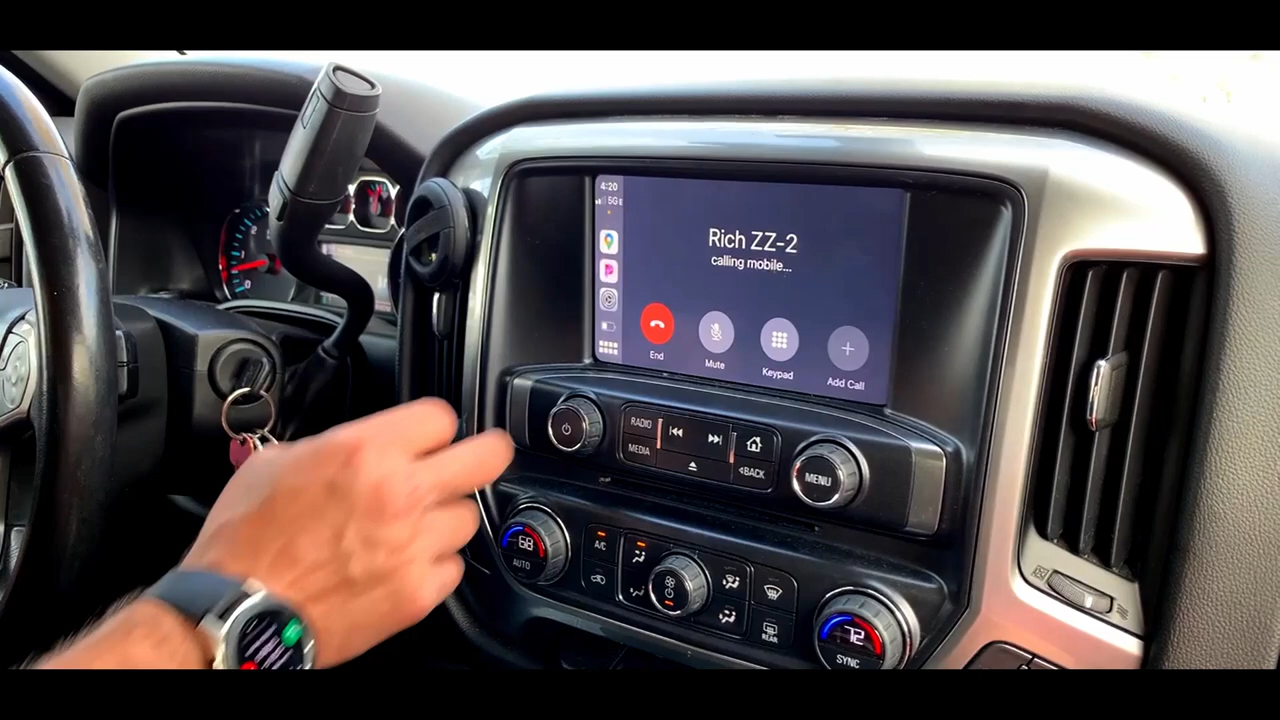 4:20
5G E
Rich ZZ-2
calling mobile...
End
Mute
Keypad
Add Call
RADIO
MEDIA
BACK
MENU
68
AUTO
A/C
REAR
72
SYNC